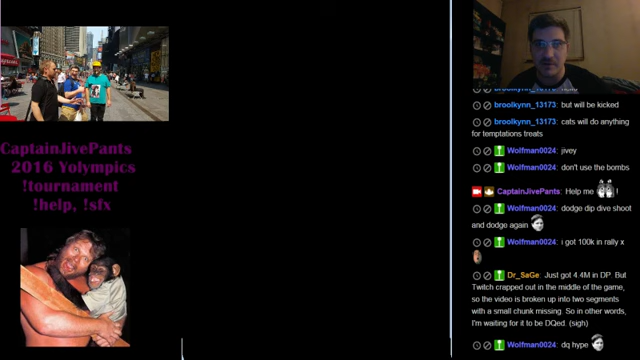 CaptainJivePants
2016 Yolympics
!tournament
!help, !sfx
broolkynn_13173:
broolkynn_13173: but will be kicked
broolkynn_13173: cats will do anything
for temptations treats
Wolfman0024: jivey
Wolfman0024: don't use the bombs
CaptainJivePants: Help me !
Wolfman0024: dodge dip dive shoot
and dodge again
Wolfman0024: i got 100k in rally x
Dr_SaGe: Just got 4.4M in DP. But
Twitch crapped out in the middle of the game,
so the video is broken up into two segments
with a small chunk missing. So in other words,
I'm waiting for it to be DQed. (sigh)
Wolfman0024: dq hype